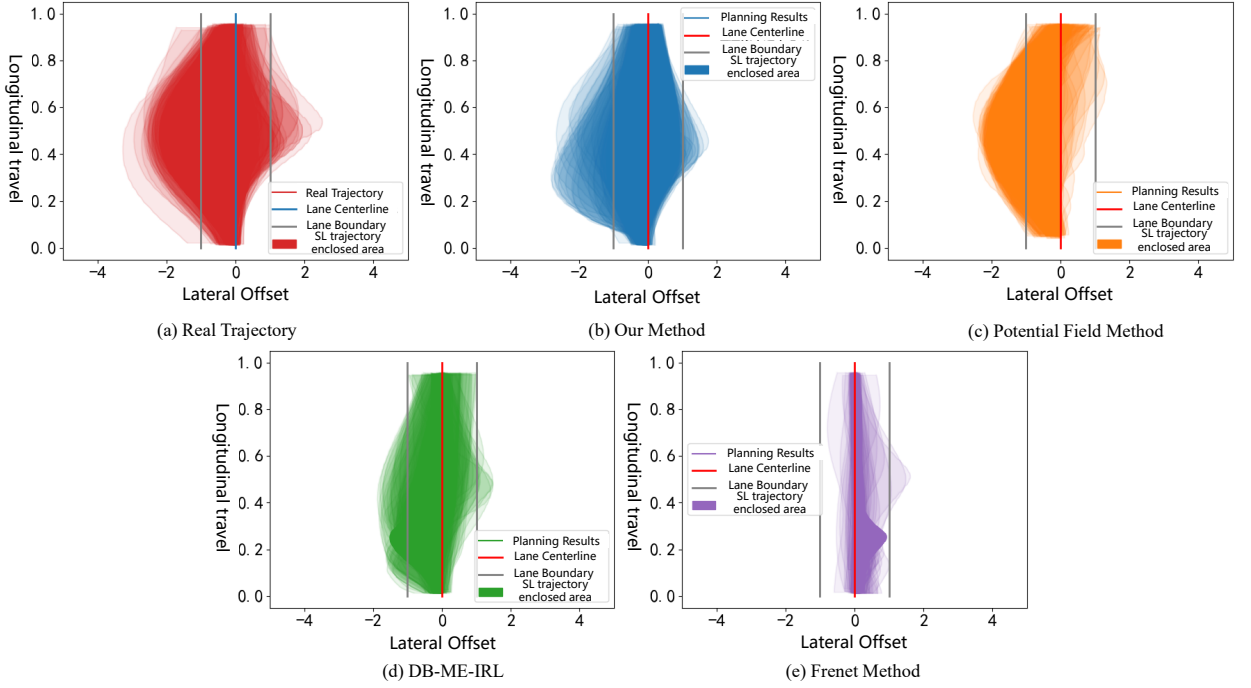 Longitudinal travel
1.0
0.8
0.6
0.4
0.2
0.0
Real Trajectory
Lane Centerline
Lane Boundary
SL trajectory
enclosed area
−4 −2 0 2 4
Lateral Offset
(a) Real Trajectory
Longitudinal travel
1.0
0.8
0.6
0.4
0.2
0.0
Planning Results
Lane Centerline
Lane Boundary
SL trajectory
enclosed area
−4 −2 0 2 4
Lateral Offset
(b) Our Method
Longitudinal travel
1.0
0.8
0.6
0.4
0.2
0.0
Planning Results
Lane Centerline
Lane Boundary
SL trajectory
enclosed area
−4 −2 0 2 4
Lateral Offset
(c) Potential Field Method
Longitudinal travel
1.0
0.8
0.6
0.4
0.2
0.0
Planning Results
Lane Centerline
Lane Boundary
SL trajectory
enclosed area
−4 −2 0 2 4
Lateral Offset
(d) DB-ME-IRL
Longitudinal travel
1.0
0.8
0.6
0.4
0.2
0.0
Planning Results
Lane Centerline
Lane Boundary
SL trajectory
enclosed area
−4 −2 0 2 4
Lateral Offset
(e) Frenet Method